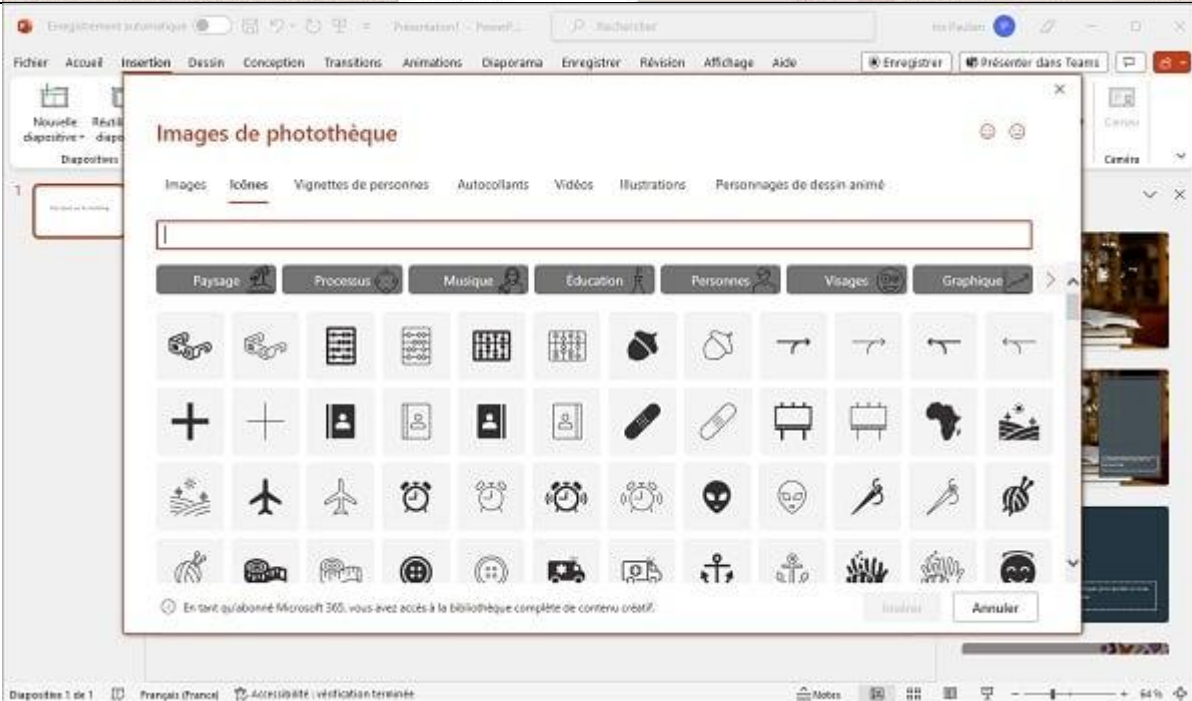 Enregistrement automatique
Présentation1 - PowerP...
Rechercher
Fichier Accueil Insertion Dessin Conception Transitions Animations Diaporama Enregistrer Révision Affichage Aide
Enregistrer
Présenter dans Teams
Nouvelle
diapositive
Diapositives
Caméo
Caméra
Images de photothèque
Images Icônes Vignettes de personnes Autocollants Vidéos Illustrations Personnages de dessin animé
Paysage Processus Musique Éducation Personnes Visages Graphique
1
En tant qu'abonné Microsoft 365, vous avez accès à la bibliothèque complète de contenu créatif.
Insérer
Annuler
Diapositive 1 de 1 Français (France) Accessibilité : vérification terminée Notes 64 %